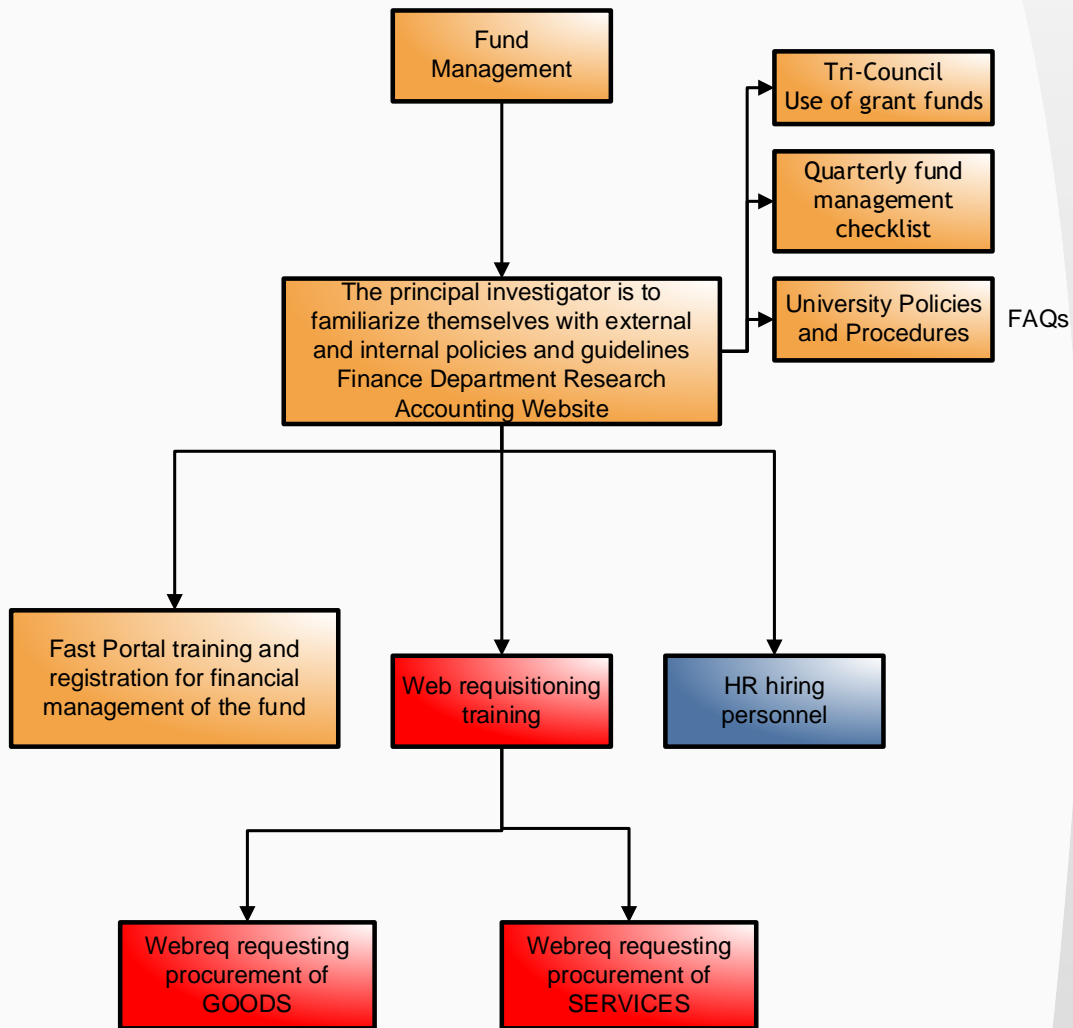 Fund
Management
Tri-Council
Use of grant funds
Quarterly fund
management
checklist
University Policies
and Procedures
FAQs
The principal investigator is to
familiarize themselves with external
and internal policies and guidelines
Finance Department Research
Accounting Website
Fast Portal training and
registration for financial
management of the fund
Web requisitioning
training
HR hiring
personnel
Webreq requesting
procurement of
GOODS
Webreq requesting
procurement of
SERVICES